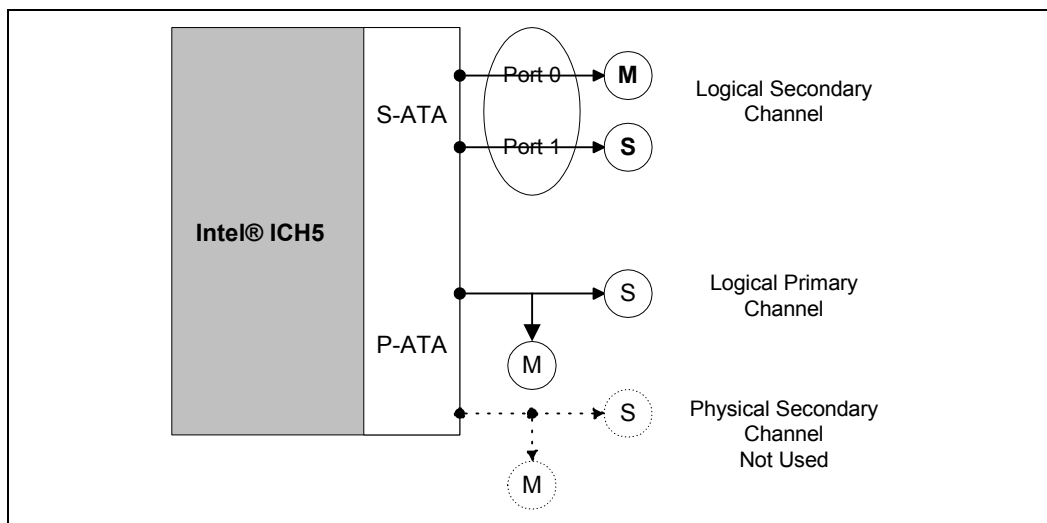 Port 0
M
Logical Secondary
Channel
S-ATA
Port 1
S
Intel® ICH5
S
Logical Primary
Channel
P-ATA
M
S
Physical Secondary
Channel
Not Used
M